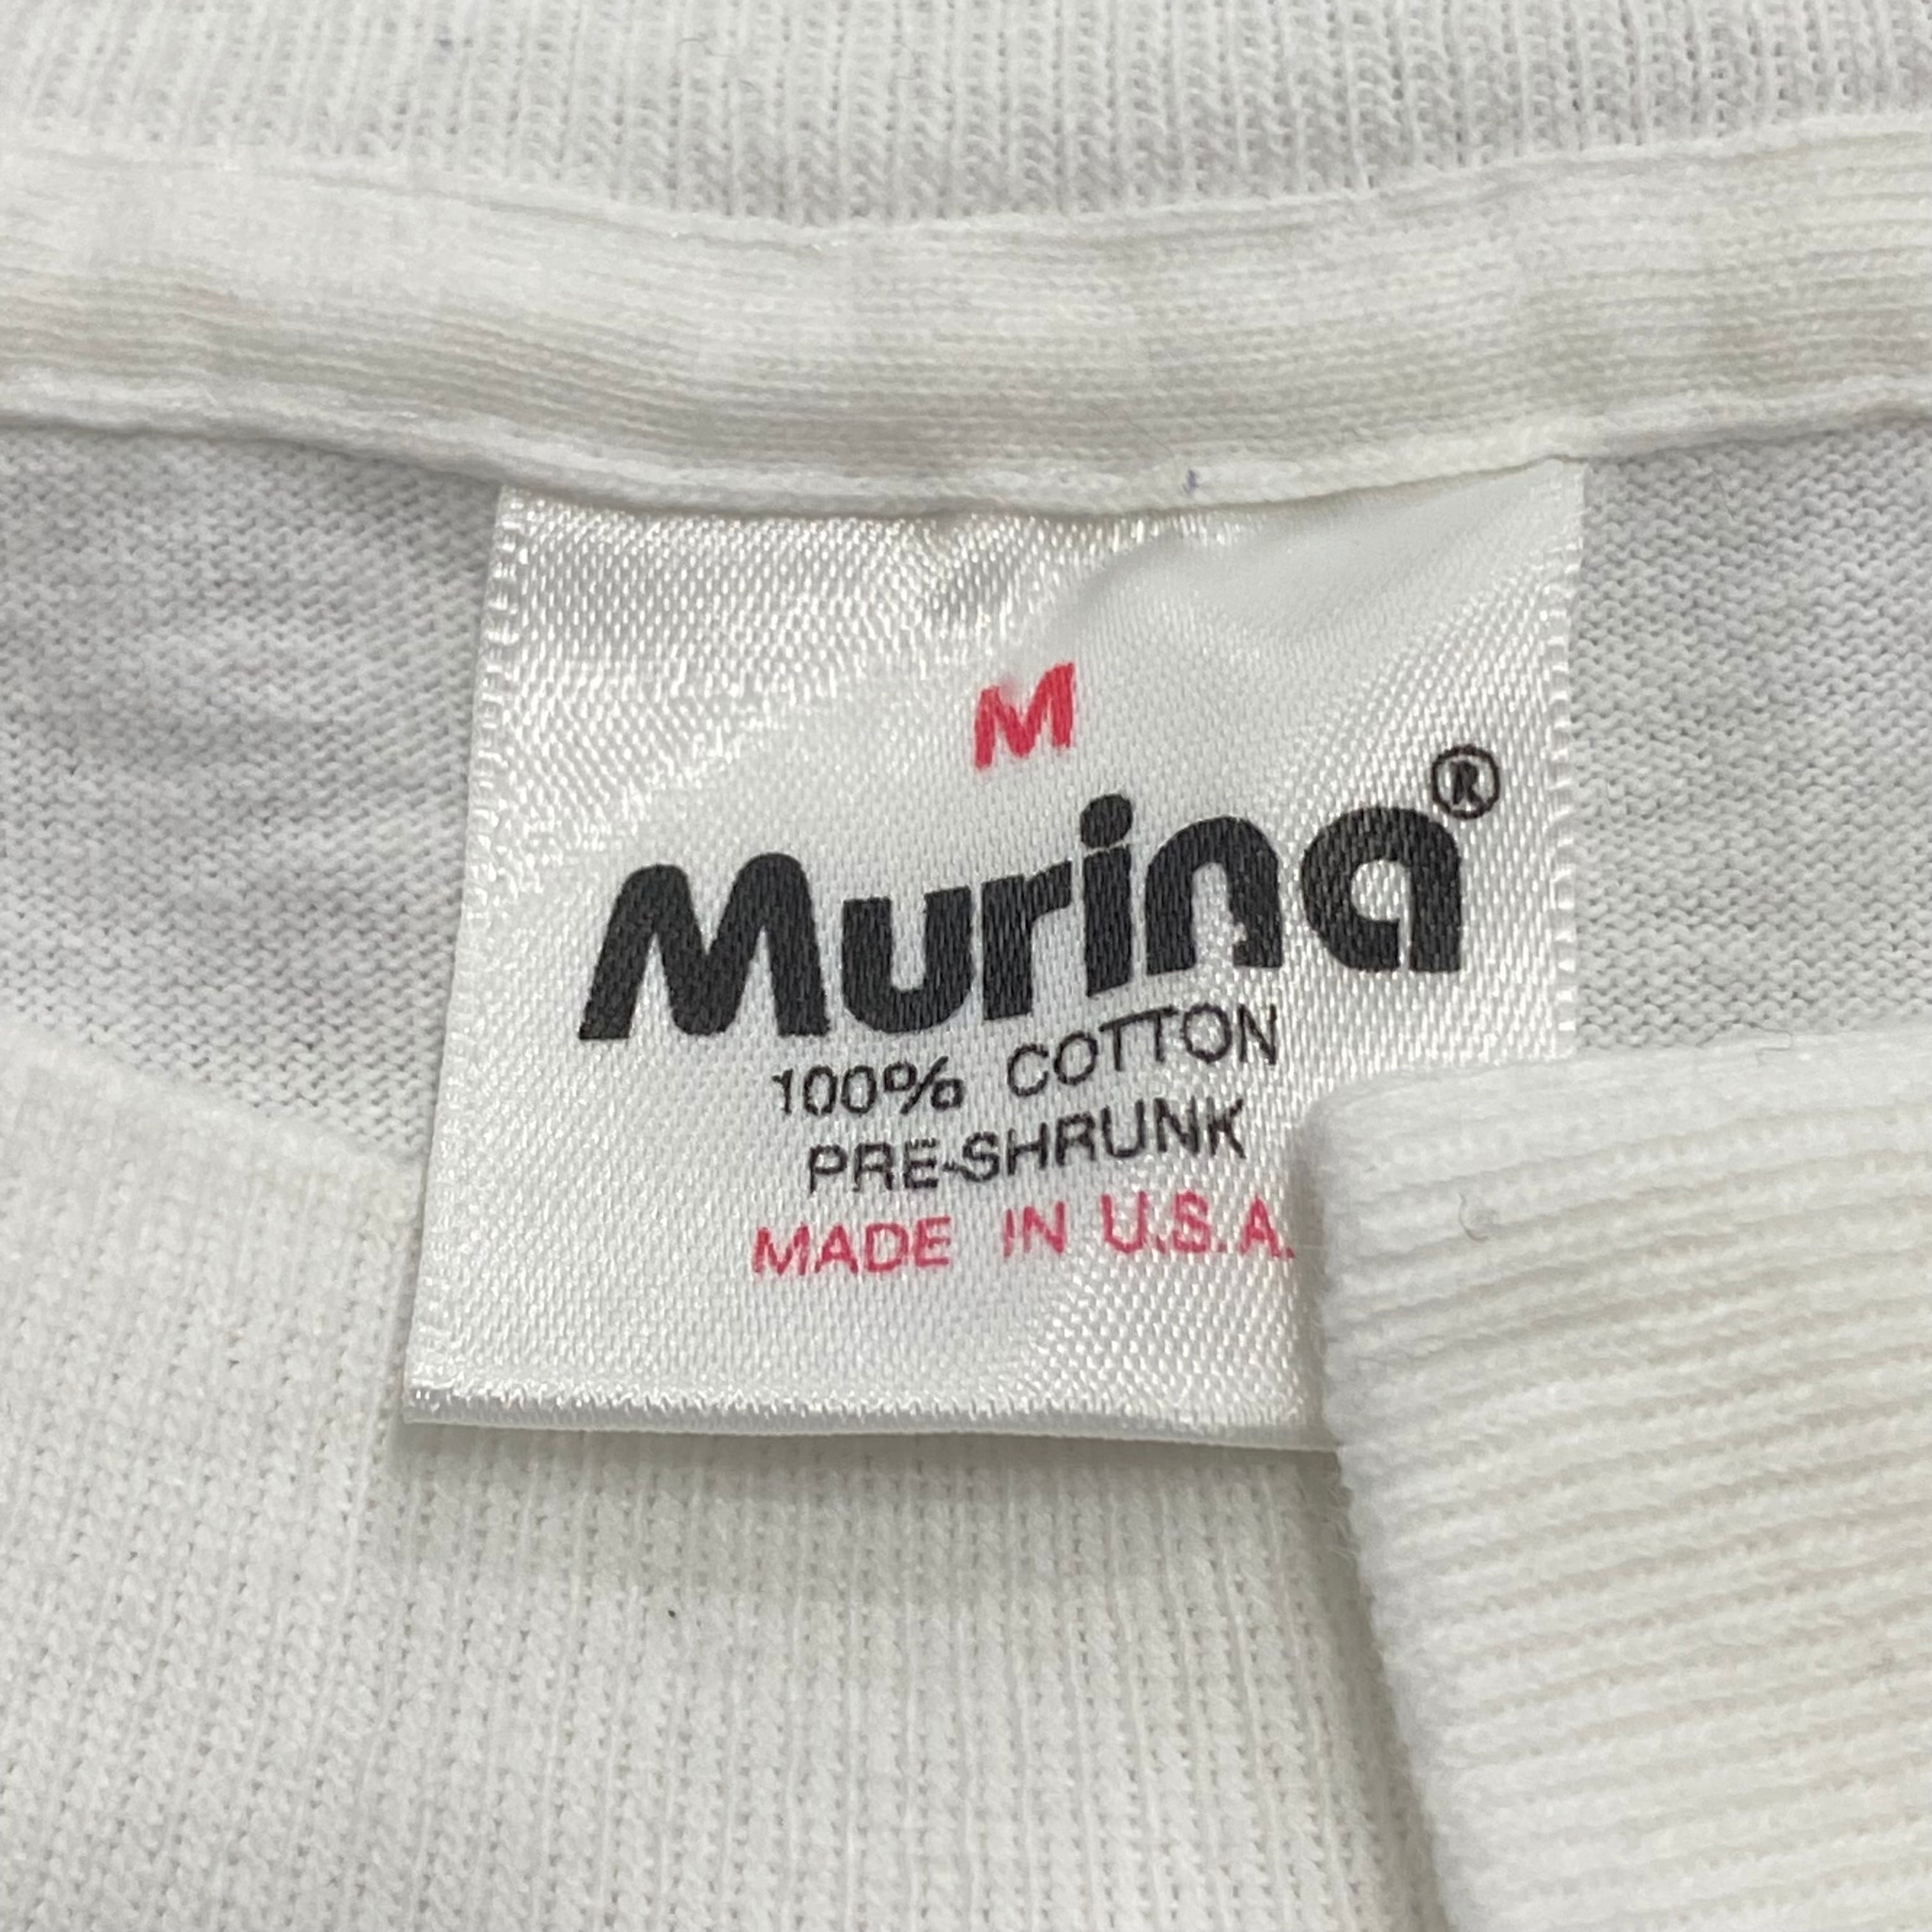 M
Murina®
100% COTTON
PRE-SHRUNK
MADE IN U.S.A.